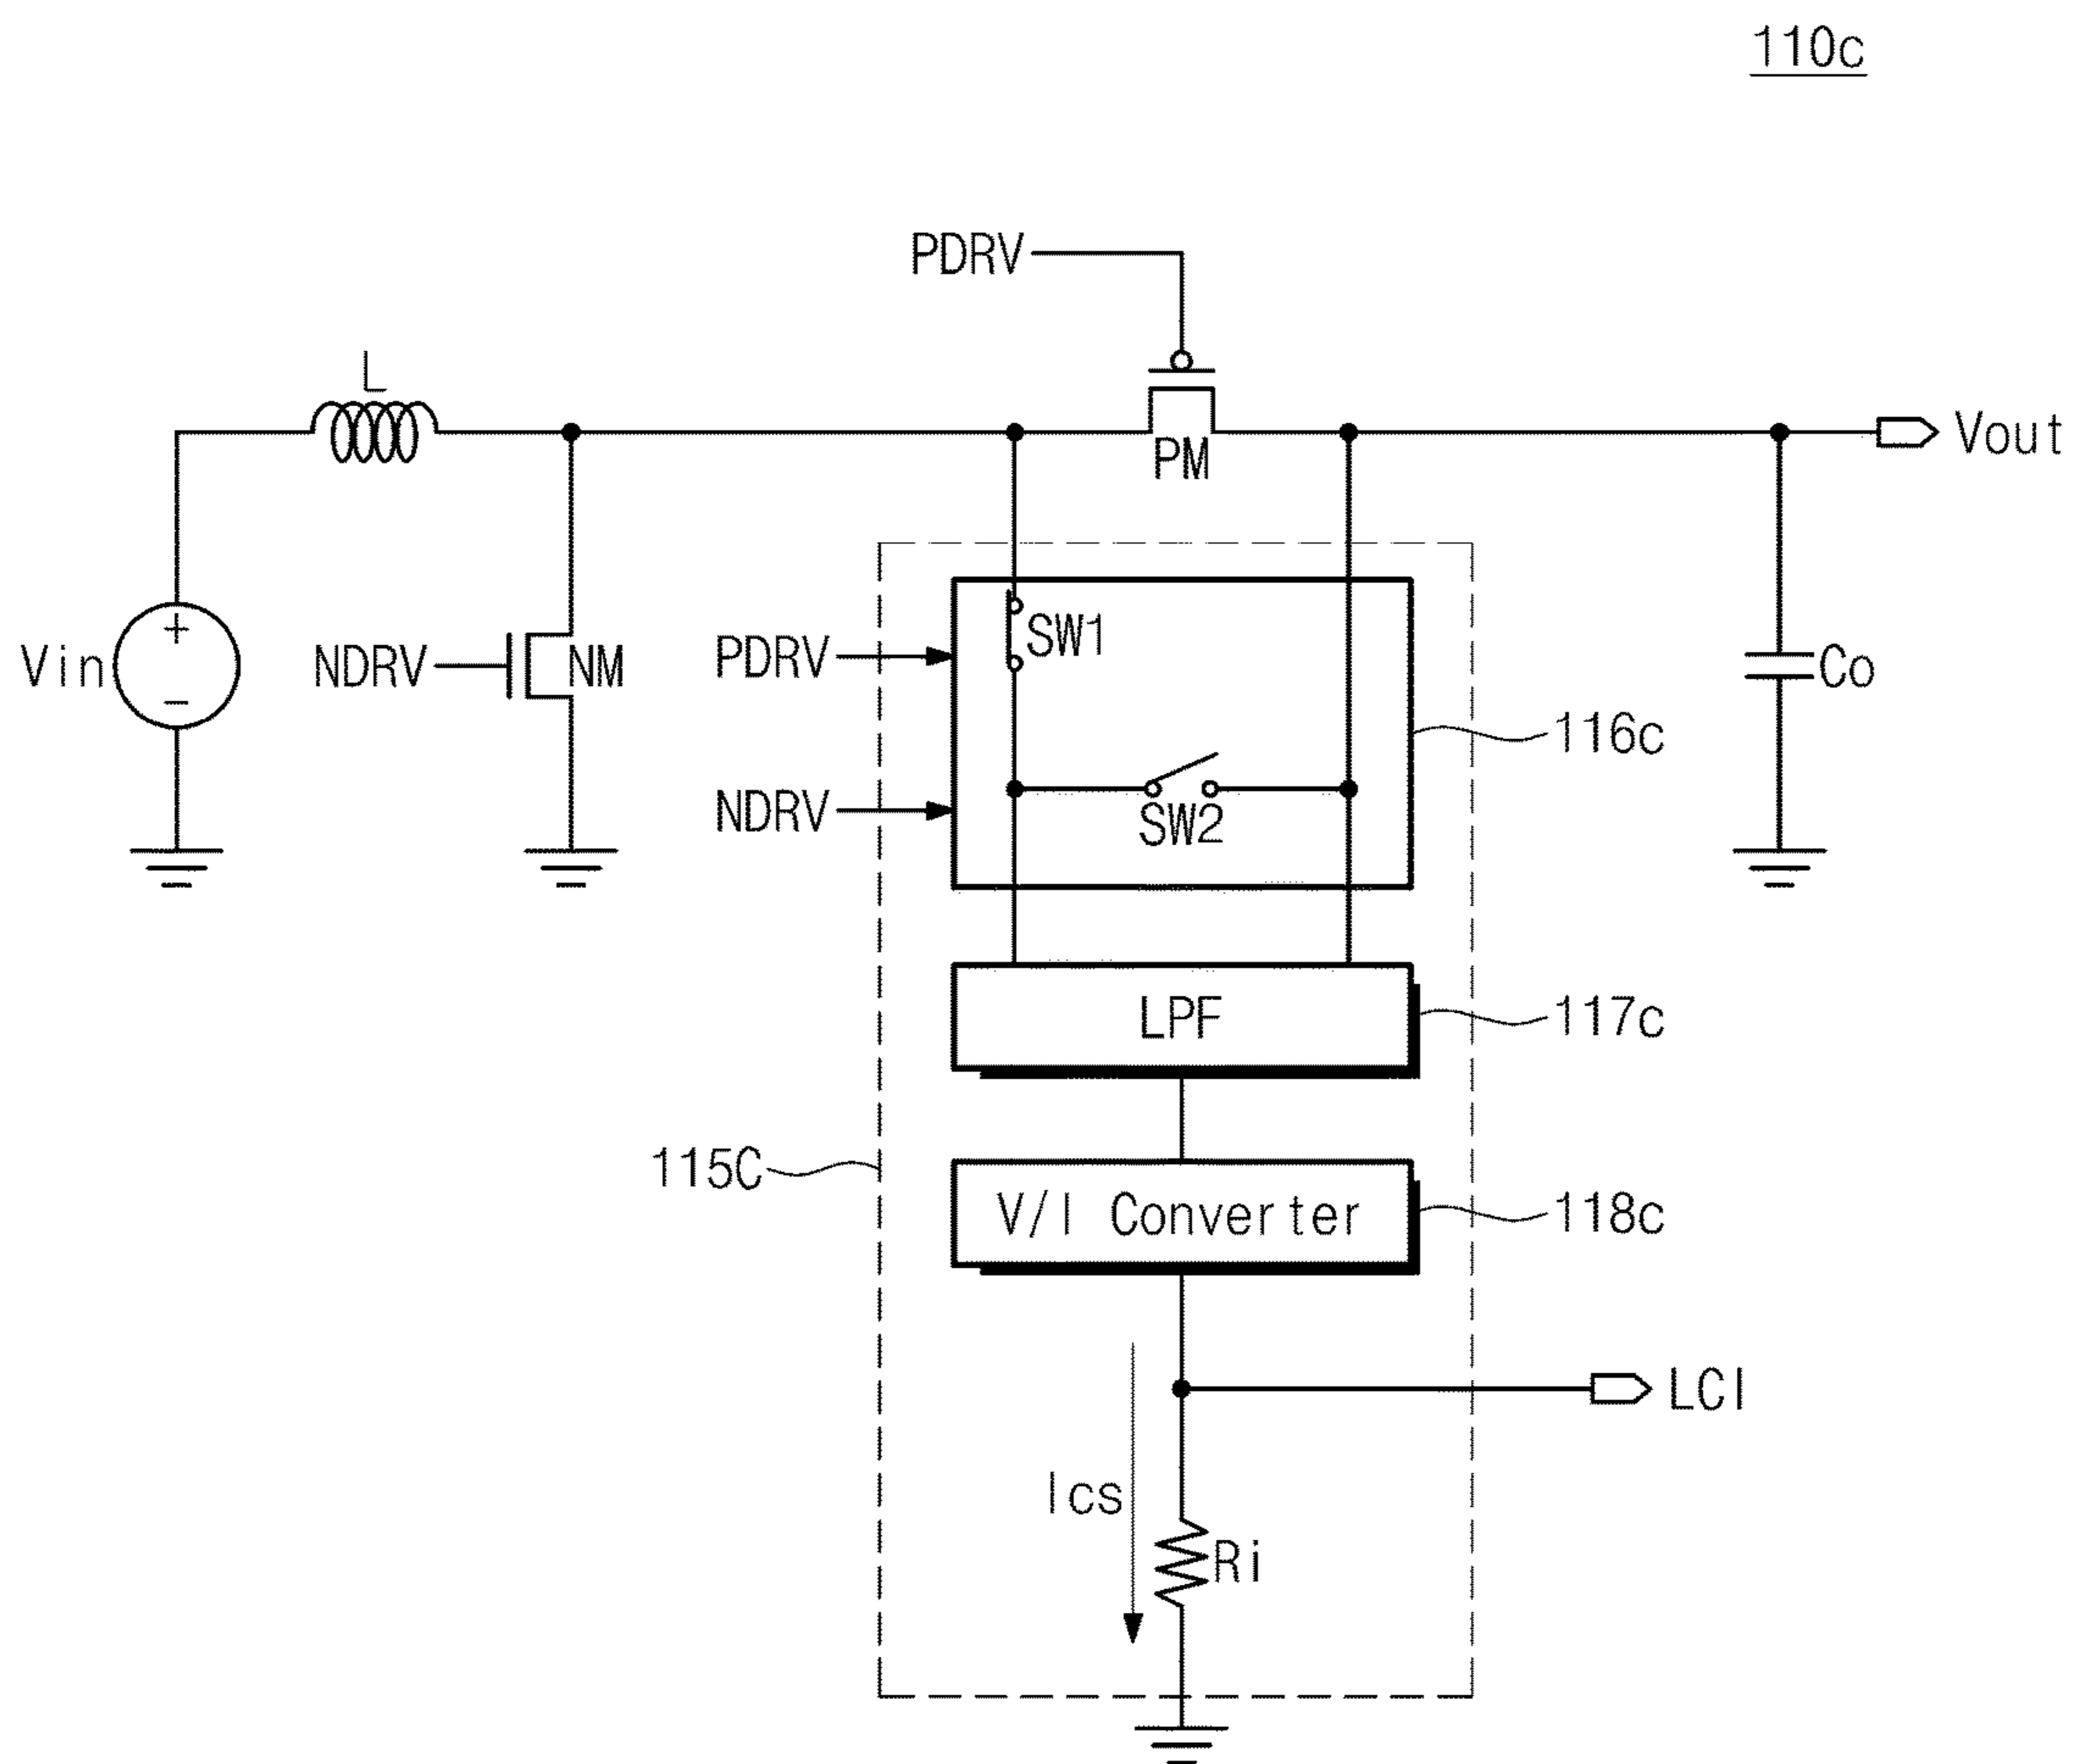 110c
PDRV
L
PM
Vout
Vin
+
−
NDRV
NM
PDRV
SW1
NDRV
SW2
116c
Co
LPF
117c
115C
V/I Converter
118c
LCI
Ics
Ri